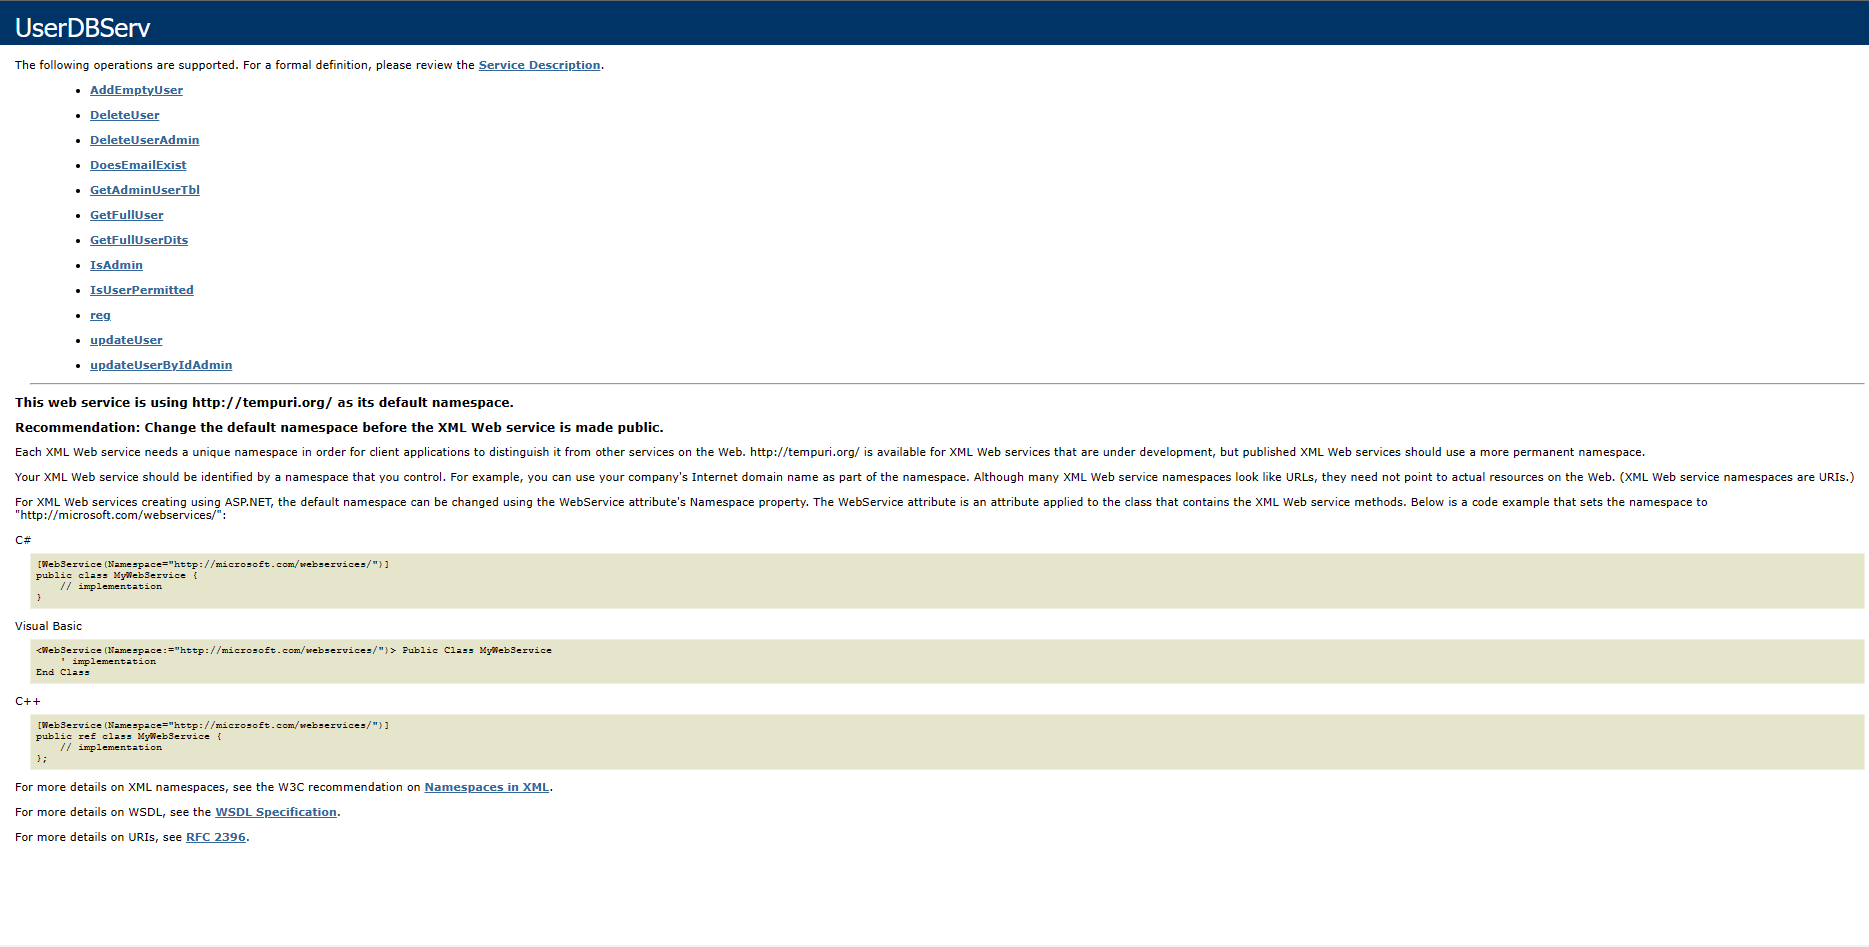 UserDBServ
The following operations are supported. For a formal definition, please review the Service Description.
AddEmptyUser
DeleteUser
DeleteUserAdmin
DoesEmailExist
GetAdminUserTbl
GetFullUser
GetFullUserDits
IsAdmin
IsUserPermitted
reg
updateUser
updateUserByIdAdmin
This web service is using http://tempuri.org/ as its default namespace.
Recommendation: Change the default namespace before the XML Web service is made public.
Each XML Web service needs a unique namespace in order for client applications to distinguish it from other services on the Web. http://tempuri.org/ is available for XML Web services that are under development, but published XML Web services should use a more permanent namespace.
Your XML Web service should be identified by a namespace that you control. For example, you can use your company's Internet domain name as part of the namespace. Although many XML Web service namespaces look like URLs, they need not point to actual resources on the Web. (XML Web service namespaces are URIs.)
For XML Web services creating using ASP.NET, the default namespace can be changed using the WebService attribute's Namespace property. The WebService attribute is an attribute applied to the class that contains the XML Web service methods. Below is a code example that sets the namespace to
"http://microsoft.com/webservices/":
C#
[WebService(Namespace="http://microsoft.com/webservices/")]
public class MyWebService {
// implementation
}
Visual Basic
<WebService(Namespace:="http://microsoft.com/webservices/")> Public Class MyWebService
' implementation
End Class
C++
[WebService(Namespace="http://microsoft.com/webservices/")]
public ref class MyWebService {
// implementation
};
For more details on XML namespaces, see the W3C recommendation on Namespaces in XML.
For more details on WSDL, see the WSDL Specification.
For more details on URIs, see RFC 2396.